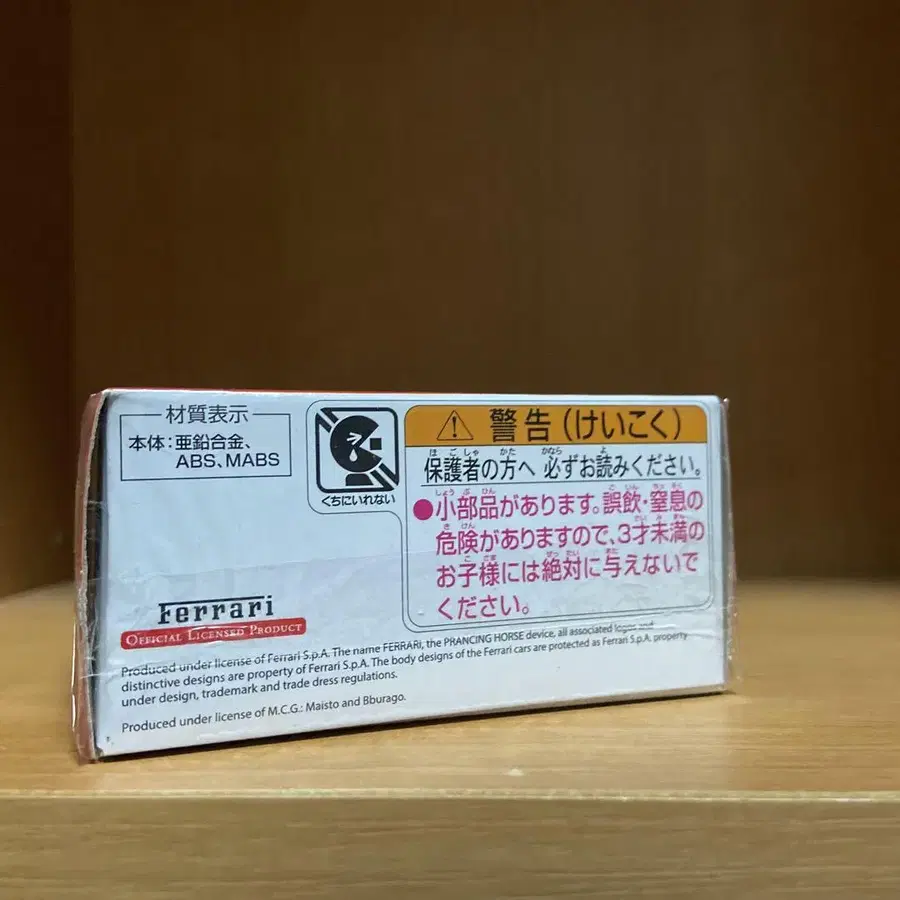 材質表示
本体：亜鉛合金、
ABS、MABS
くちにいれない
警告（けいこく）
保護者の方へ 必ずお読みください。
●小部品があります。誤飲・窒息の
危険がありますので、3才未満の
お子様には絶対に与えないで
ください。
Ferrari
OFFICIAL LICENSED PRODUCT
Produced under license of Ferrari S.p.A. The name FERRARI, the PRANCING HORSE device, all associated logos and
distinctive designs are property of Ferrari S.p.A. The body designs of the Ferrari cars are protected as Ferrari S.p.A. property
under design, trademark and trade dress regulations.
Produced under license of M.C.G.: Maisto and Bburago.